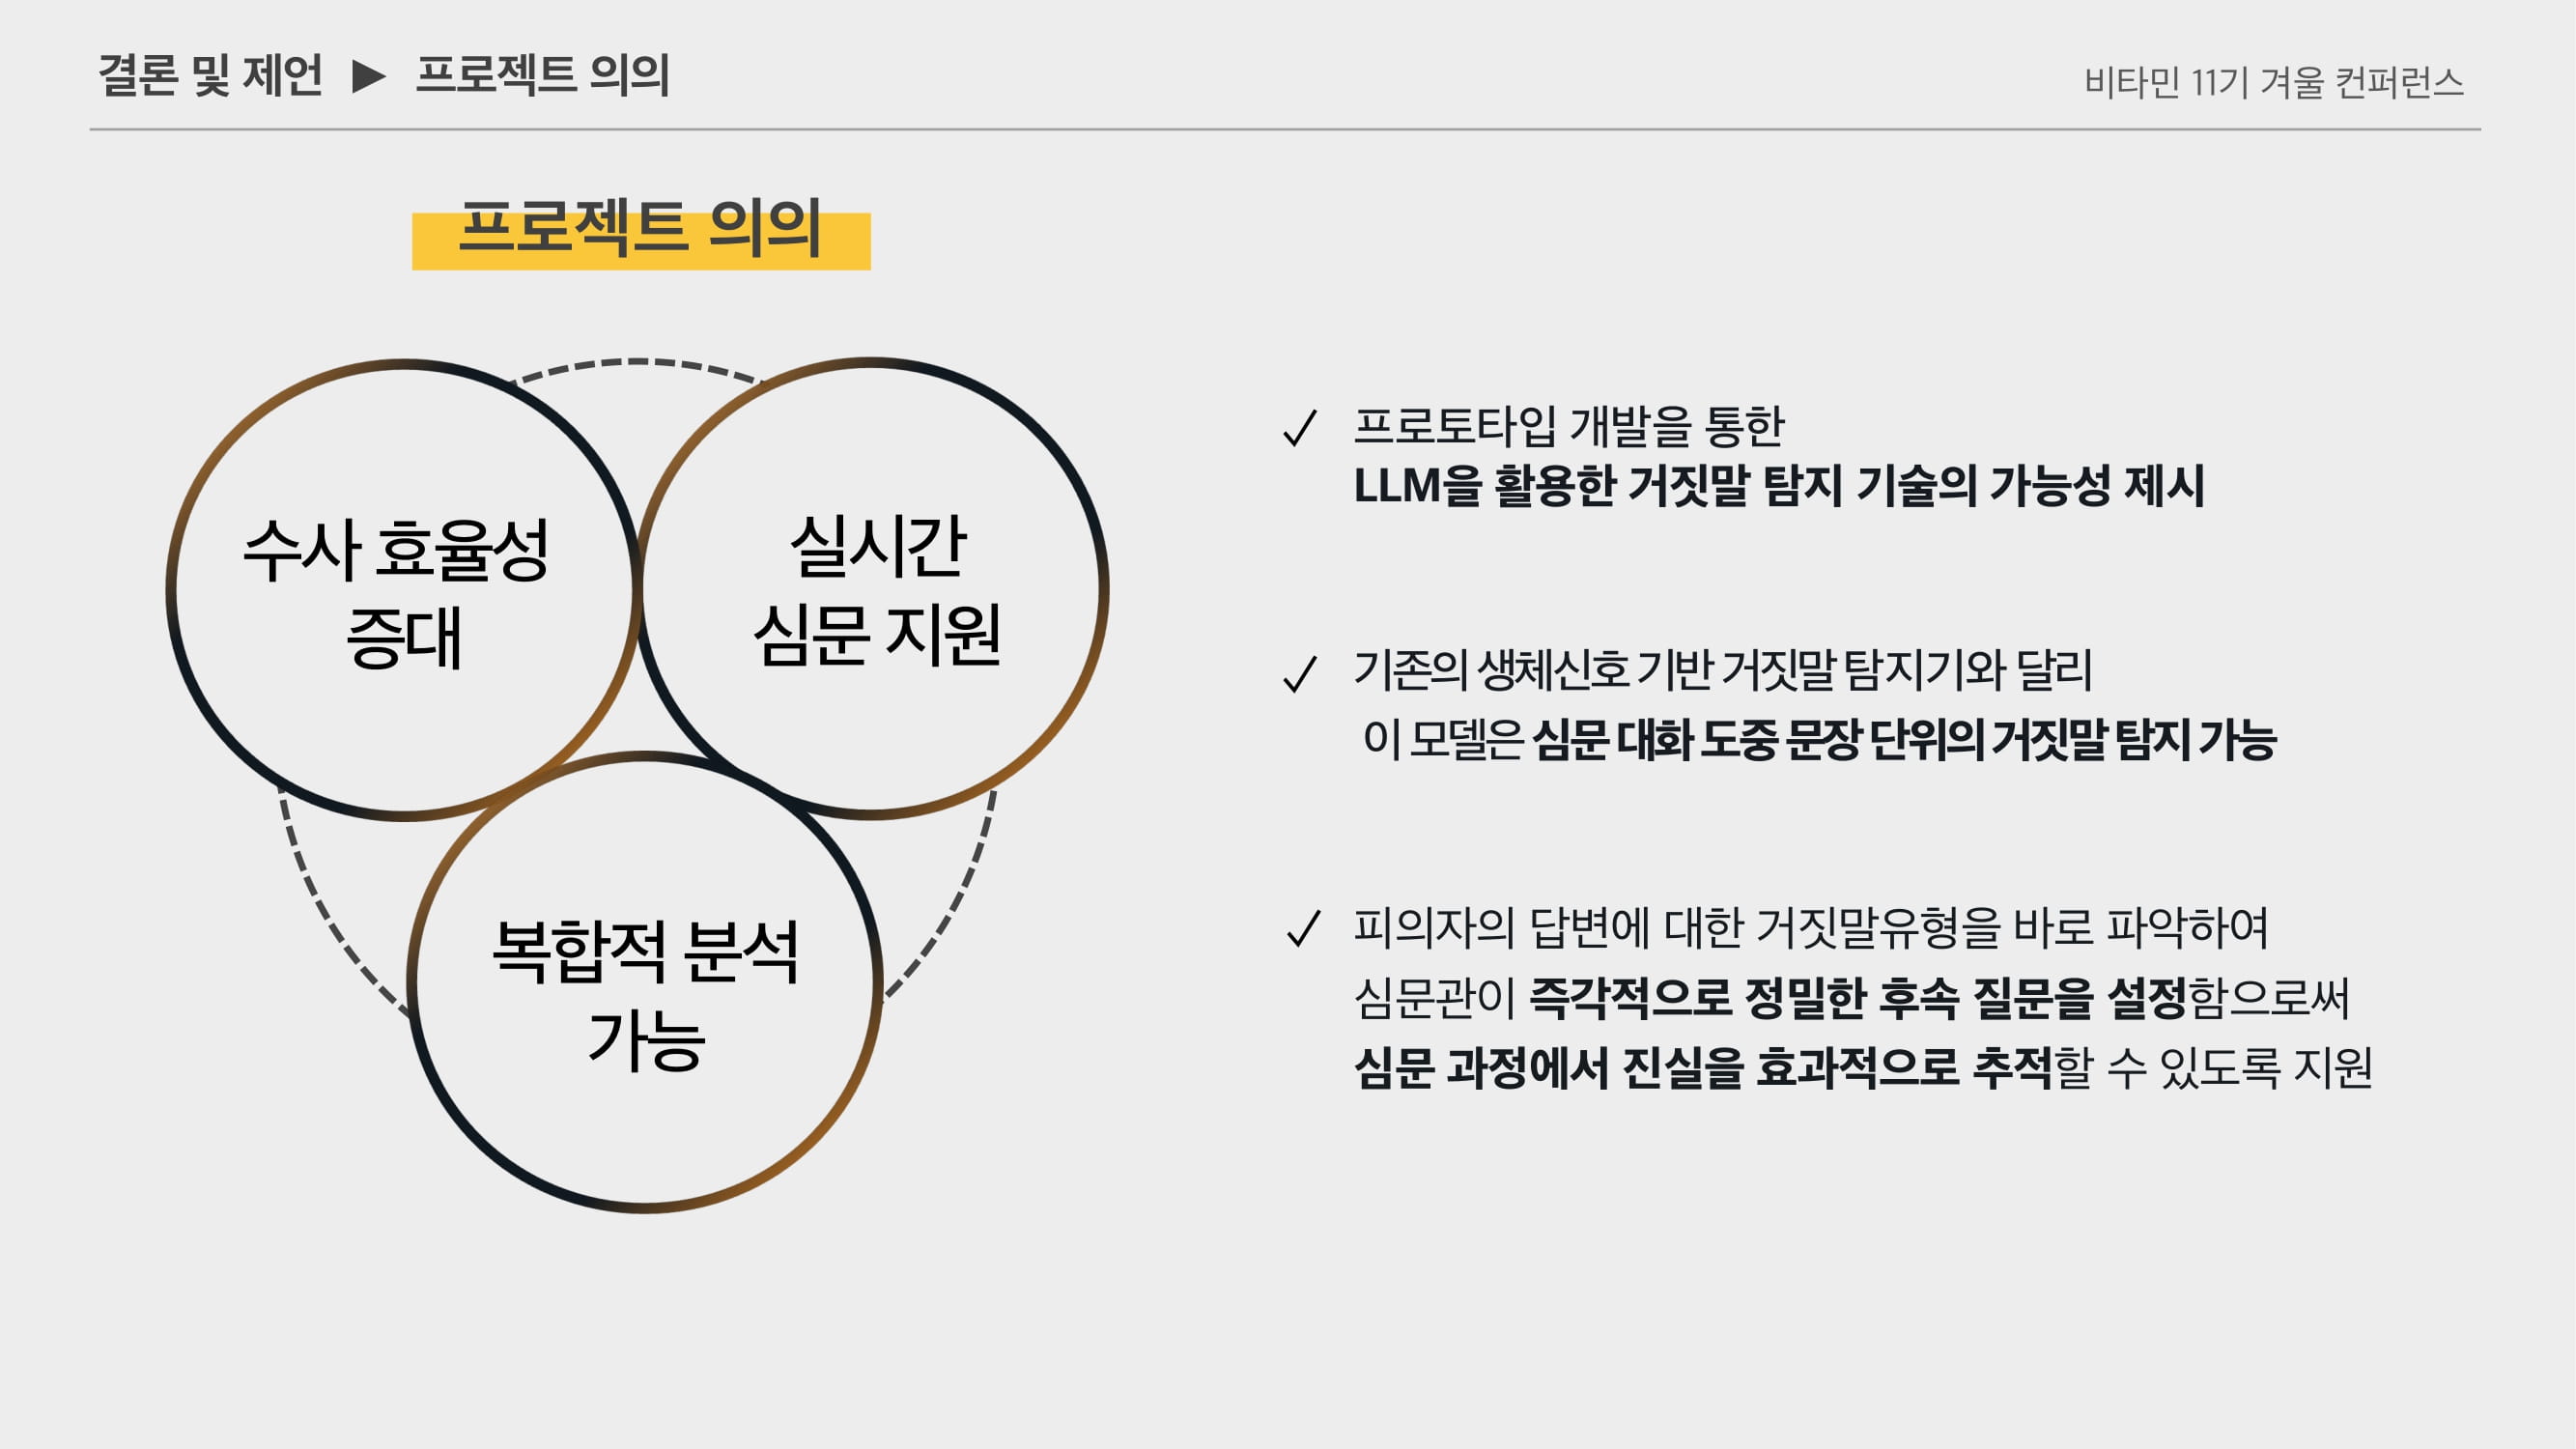 결론 및 제언 ▶ 프로젝트 의의
비타민 11기 겨울 컨퍼런스
프로젝트 의의
수사 효율성
증대
실시간
심문 지원
복합적 분석
가능
✓ 프로토타입 개발을 통한
LLM을 활용한 거짓말 탐지 기술의 가능성 제시
✓ 기존의 생체신호 기반 거짓말 탐지기와 달리
이 모델은 심문 대화 도중 문장 단위의 거짓말 탐지 가능
✓ 피의자의 답변에 대한 거짓말유형을 바로 파악하여
심문관이 즉각적으로 정밀한 후속 질문을 설정함으로써
심문 과정에서 진실을 효과적으로 추적할 수 있도록 지원